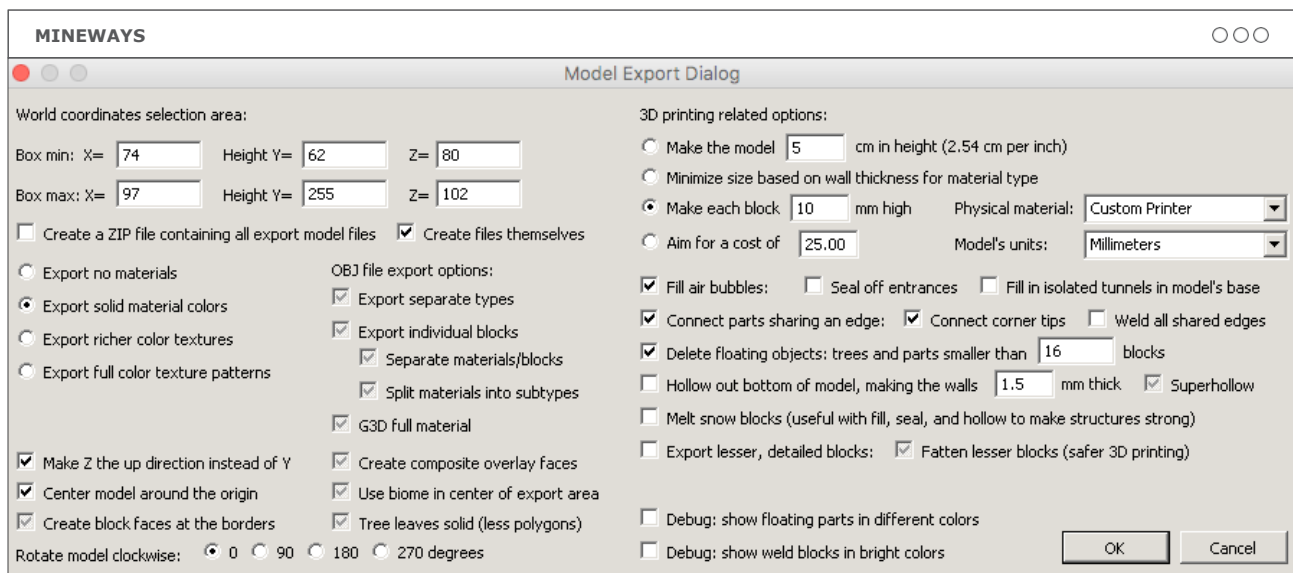 MINEWAYS
Model Export Dialog
World coordinates selection area:
Box min: X= 74 Height Y= 62 Z= 80
Box max: X= 97 Height Y= 255 Z= 102
Create a ZIP file containing all export model files Create files themselves
Export no materials
Export solid material colors
Export richer color textures
Export full color texture patterns
OBJ file export options:
Export separate types
Export individual blocks
Separate materials/blocks
Split materials into subtypes
G3D full material
Make Z the up direction instead of Y
Center model around the origin
Create block faces at the borders
Create composite overlay faces
Use biome in center of export area
Tree leaves solid (less polygons)
Rotate model clockwise: 0 90 180 270 degrees
3D printing related options:
Make the model 5 cm in height (2.54 cm per inch)
Minimize size based on wall thickness for material type
Make each block 10 mm high Physical material: Custom Printer
Aim for a cost of 25.00 Model's units: Millimeters
Fill air bubbles: Seal off entrances Fill in isolated tunnels in model's base
Connect parts sharing an edge: Connect corner tips Weld all shared edges
Delete floating objects: trees and parts smaller than 16 blocks
Hollow out bottom of model, making the walls 1.5 mm thick Superhollow
Melt snow blocks (useful with fill, seal, and hollow to make structures strong)
Export lesser, detailed blocks: Fatten lesser blocks (safer 3D printing)
Debug: show floating parts in different colors
Debug: show weld blocks in bright colors
OK Cancel